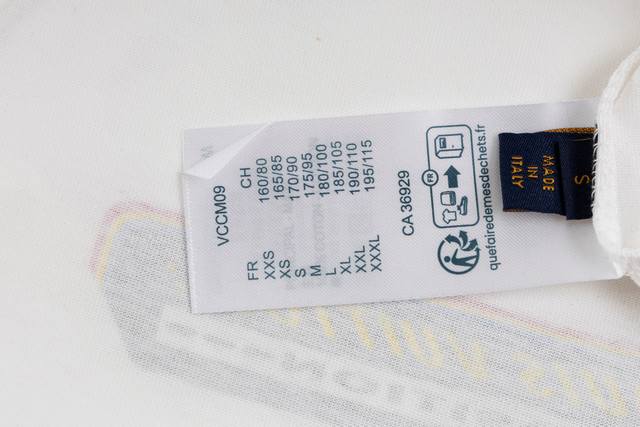 VCCM09
FR CH
XXS 160/80
XS 165/85
S 170/90
M 175/95
L 180/100
XL 185/105
XXL 190/110
XXXL 195/115
CA 36929
FR
quefairedemesdechets.fr
MADE
IN
ITALY
S